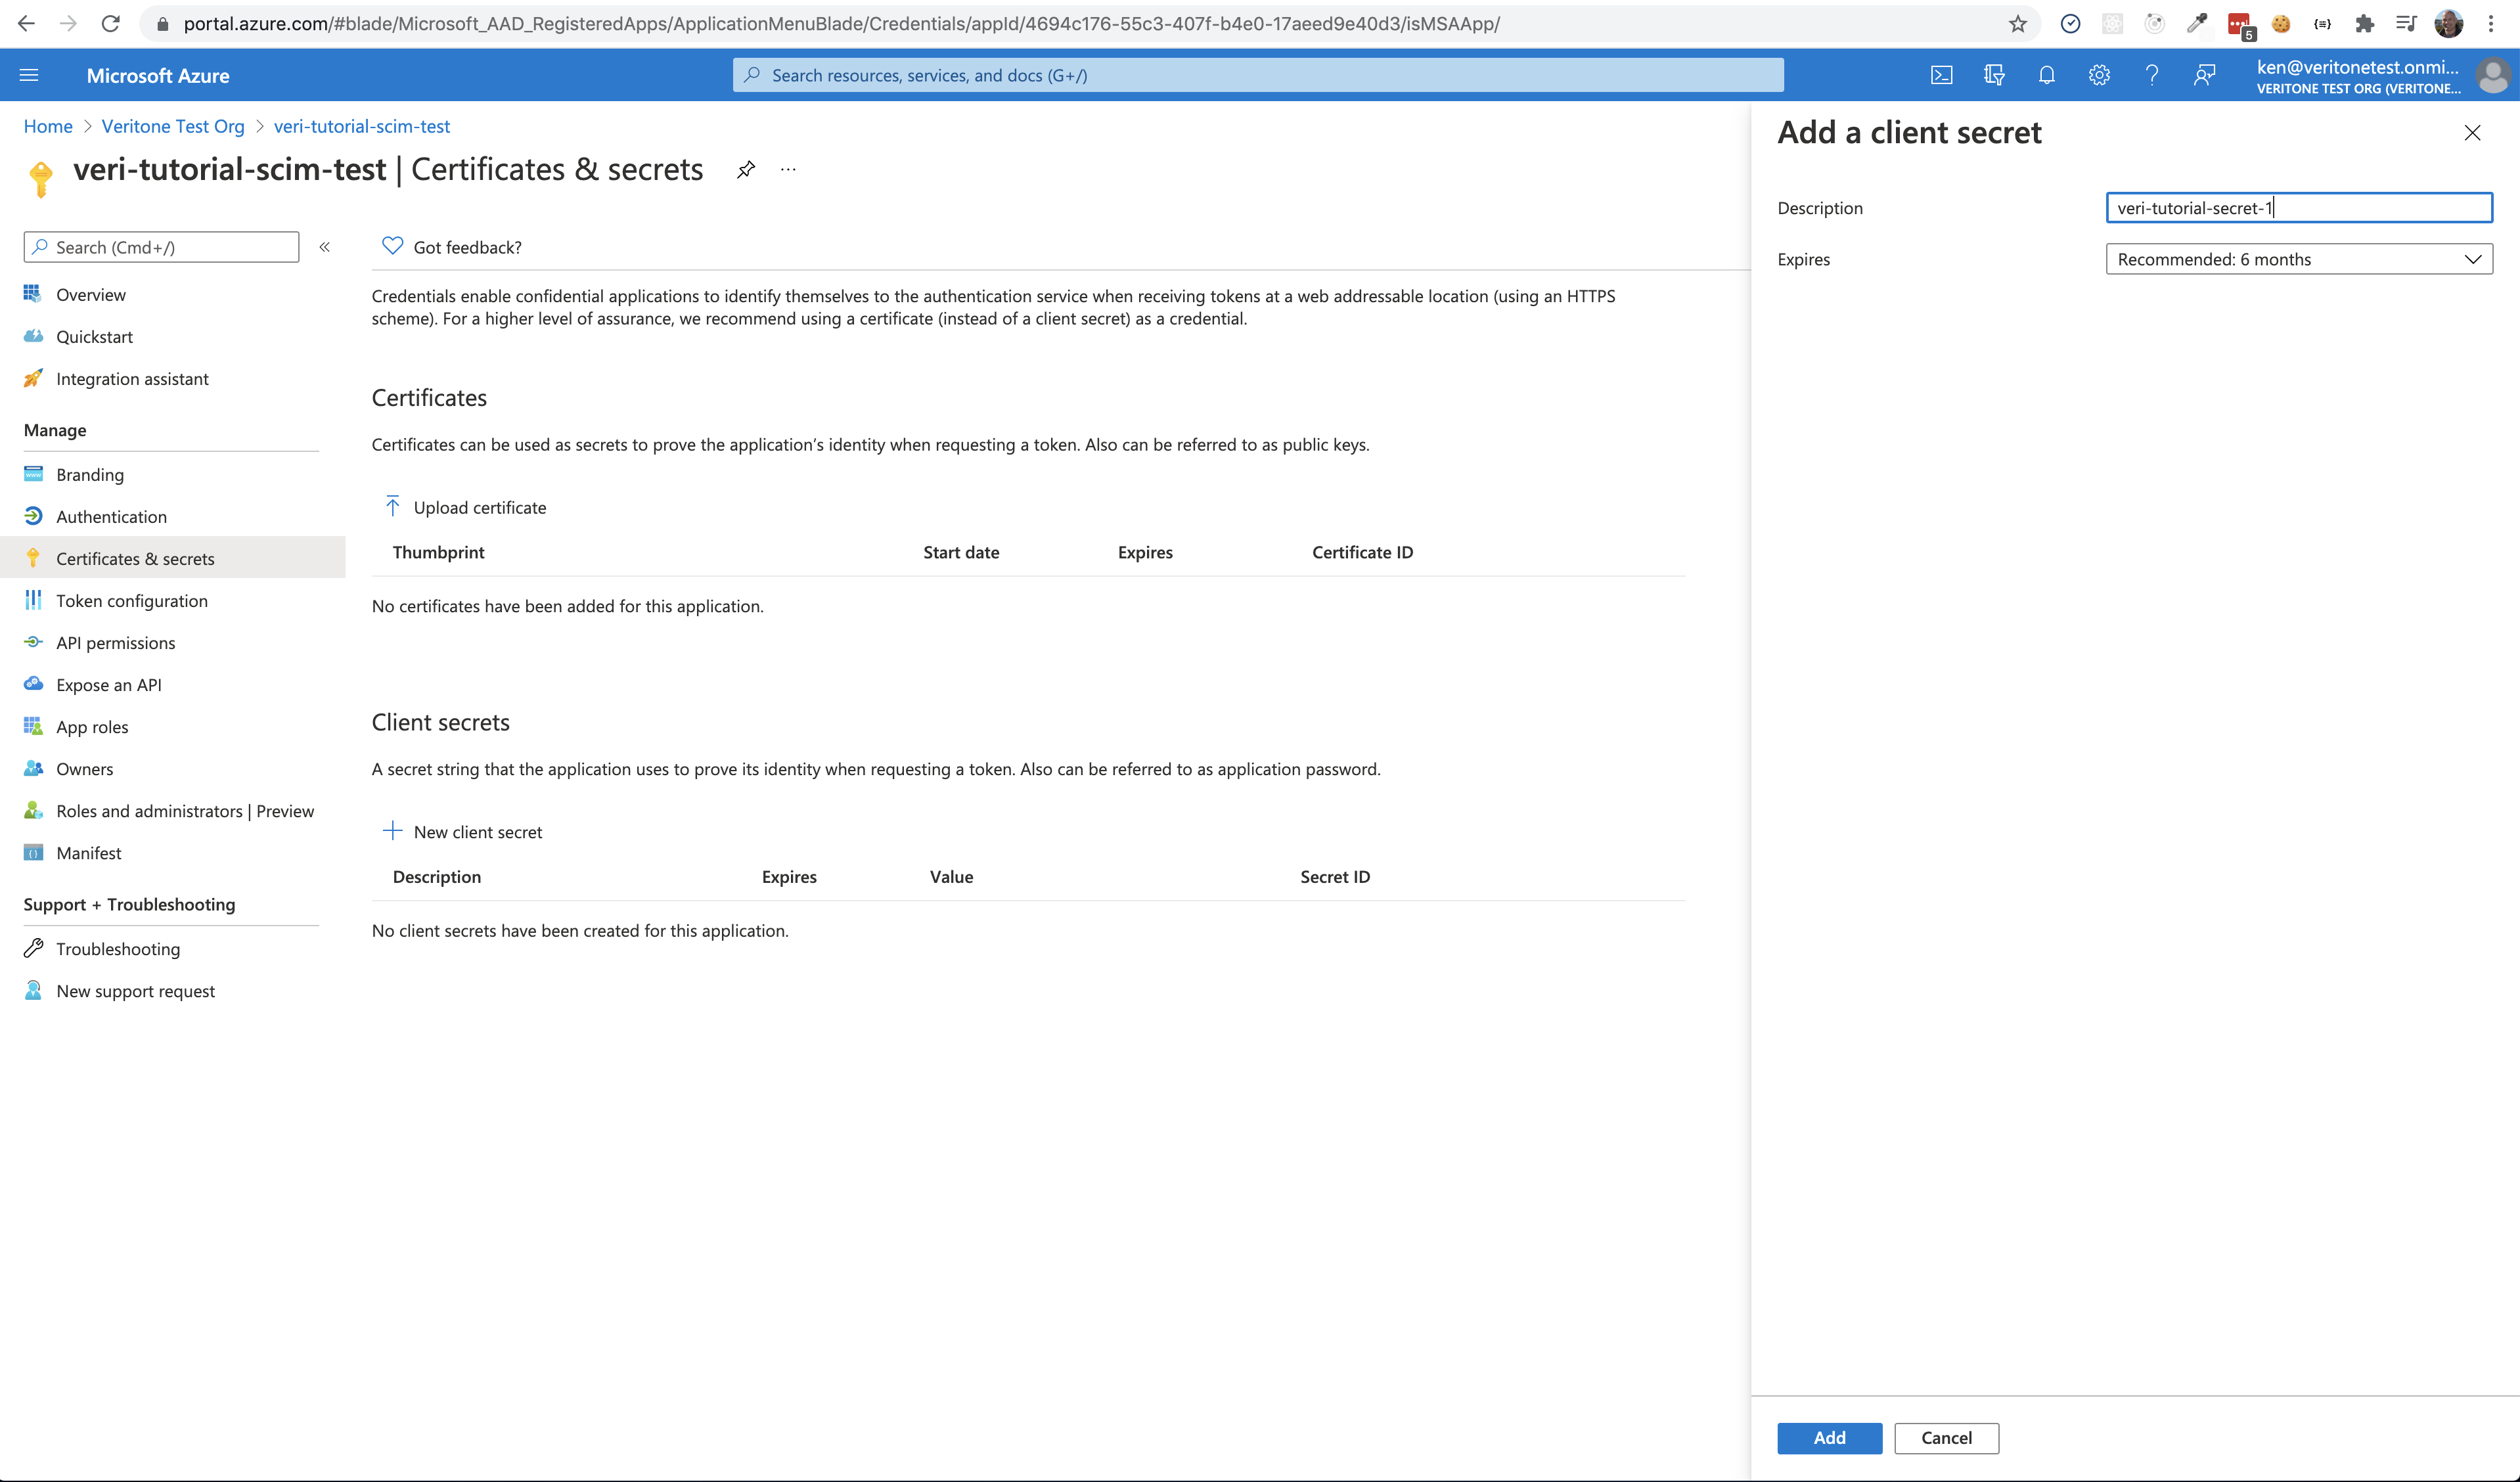 portal.azure.com/#blade/Microsoft_AAD_RegisteredApps/ApplicationMenuBlade/Credentials/appId/4694c176-55c3-407f-b4e0-17aeed9e40d3/isMSAApp/
5
Microsoft Azure
Search resources, services, and docs (G+/)
ken@veritonetest.onmi...
VERITONE TEST ORG (VERITONE...
Home > Veritone Test Org > veri-tutorial-scim-test
veri-tutorial-scim-test | Certificates & secrets
Search (Cmd+/)
Overview
Quickstart
Integration assistant
Manage
Branding
Authentication
Certificates & secrets
Token configuration
API permissions
Expose an API
App roles
Owners
Roles and administrators | Preview
Manifest
Support + Troubleshooting
Troubleshooting
New support request
Got feedback?
Credentials enable confidential applications to identify themselves to the authentication service when receiving tokens at a web addressable location (using an HTTPS
scheme). For a higher level of assurance, we recommend using a certificate (instead of a client secret) as a credential.
Certificates
Certificates can be used as secrets to prove the application’s identity when requesting a token. Also can be referred to as public keys.
Upload certificate
Thumbprint Start date Expires Certificate ID
No certificates have been added for this application.
Client secrets
A secret string that the application uses to prove its identity when requesting a token. Also can be referred to as application password.
New client secret
Description Expires Value Secret ID
No client secrets have been created for this application.
Add a client secret
Description veri-tutorial-secret-1
Expires Recommended: 6 months
Add Cancel